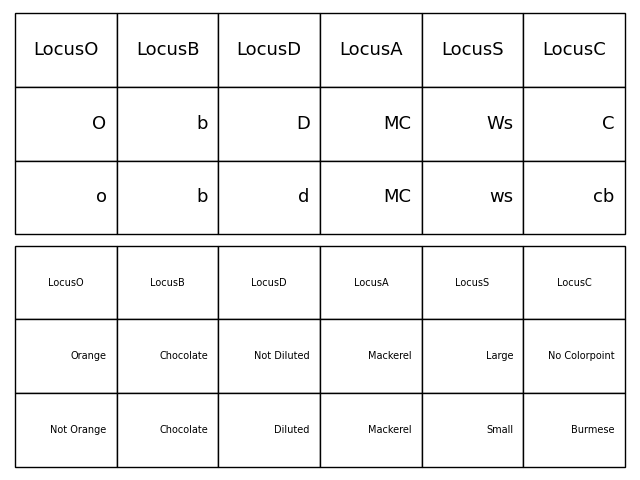 LocusO LocusB LocusD LocusA LocusS LocusC
O b D MC Ws C
o b d MC ws cb
LocusO LocusB LocusD LocusA LocusS LocusC
Orange Chocolate Not Diluted Mackerel Large No Colorpoint
Not Orange Chocolate Diluted Mackerel Small Burmese